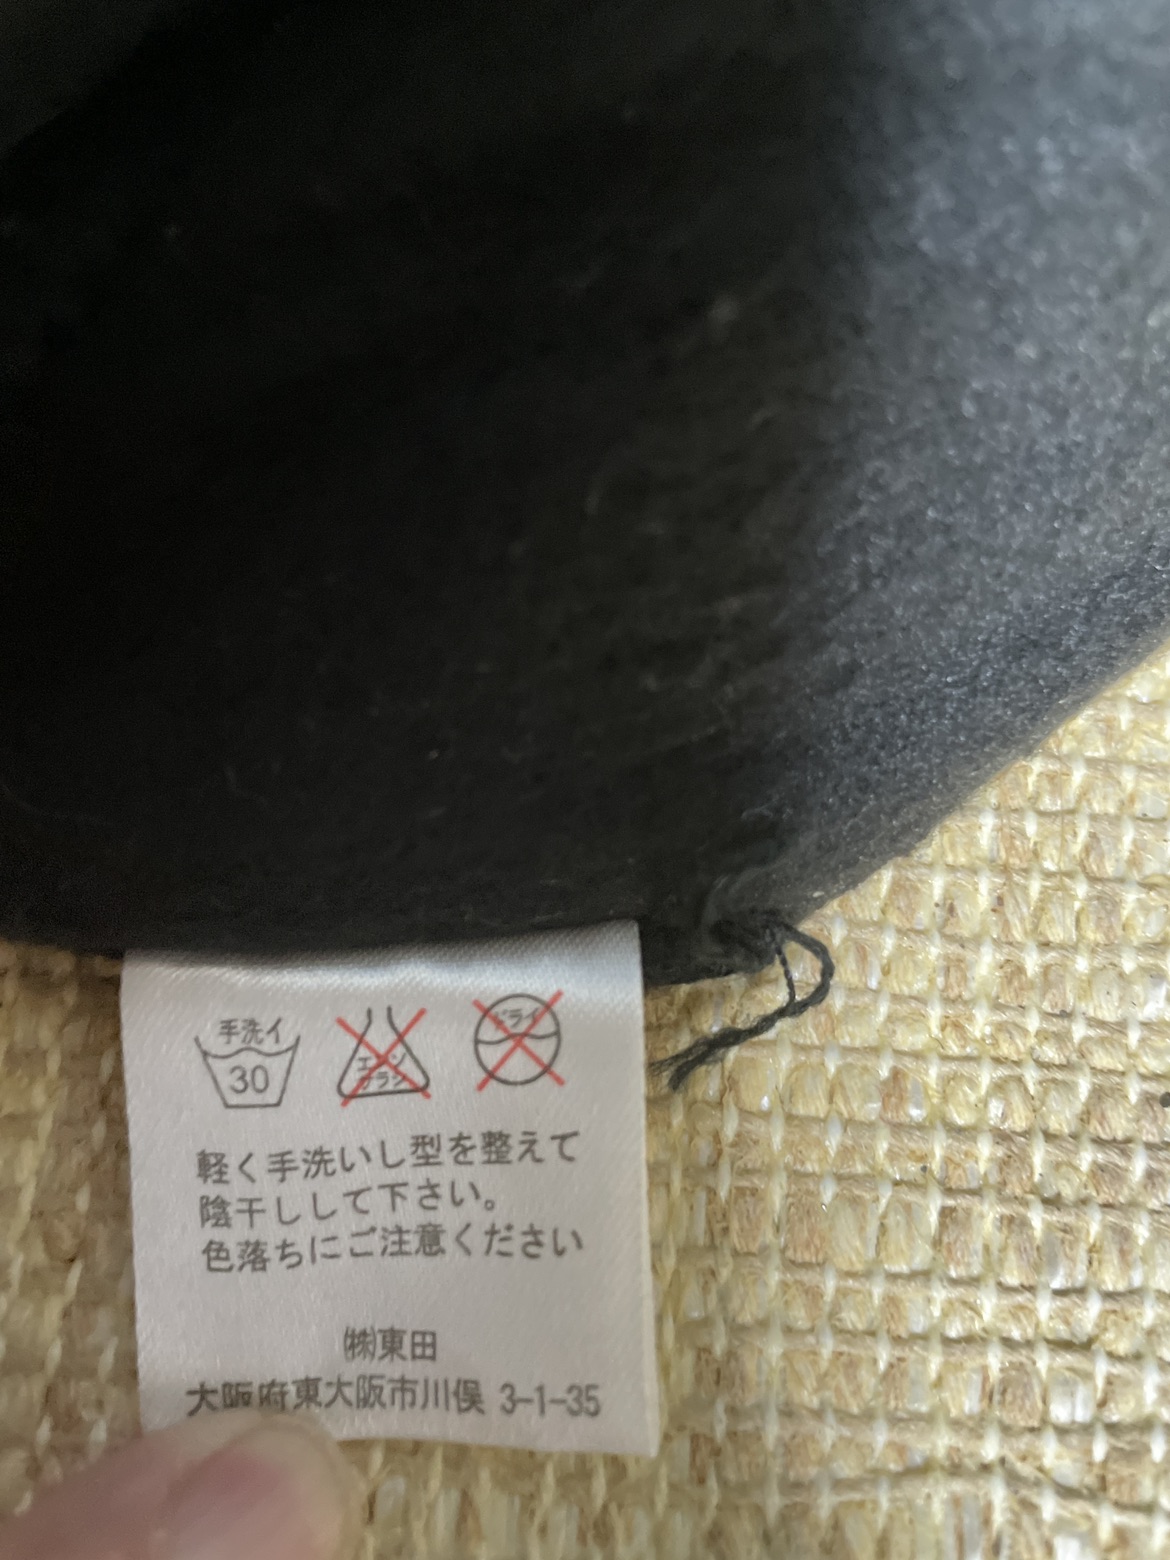 手洗イ 30 エンソサラシ ドライ
軽く手洗いし型を整えて
陰干しして下さい。
色落ちにご注意ください
㈱東田
大阪府東大阪市川俣 3-1-35